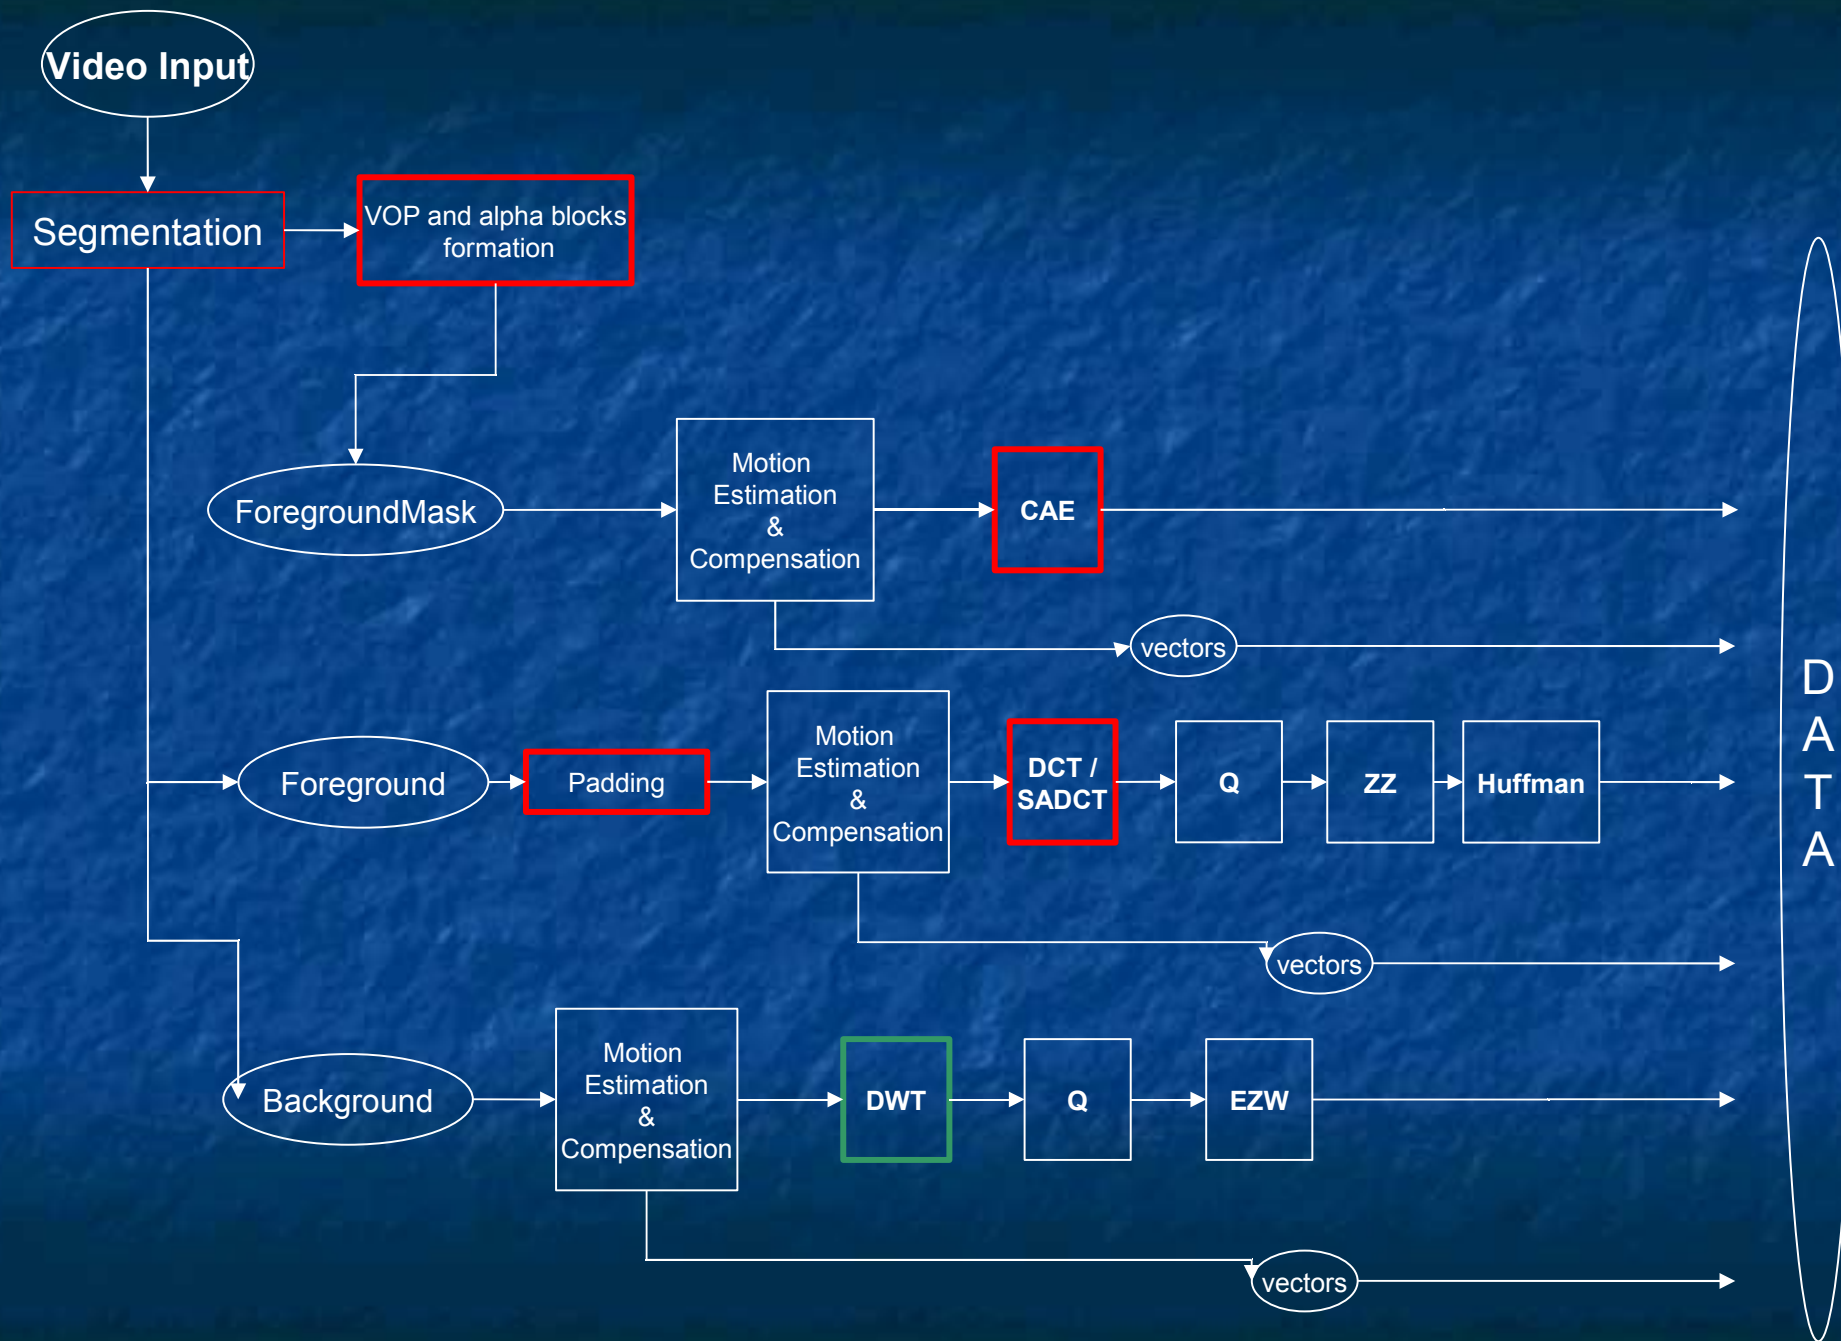 Video Input
Segmentation
VOP and alpha blocks
formation
ForegroundMask
Motion
Estimation
&
Compensation
CAE
vectors
Foreground
Padding
Motion
Estimation
&
Compensation
DCT /
SADCT
Q
ZZ
Huffman
vectors
Background
Motion
Estimation
&
Compensation
DWT
Q
EZW
vectors
D
A
T
A